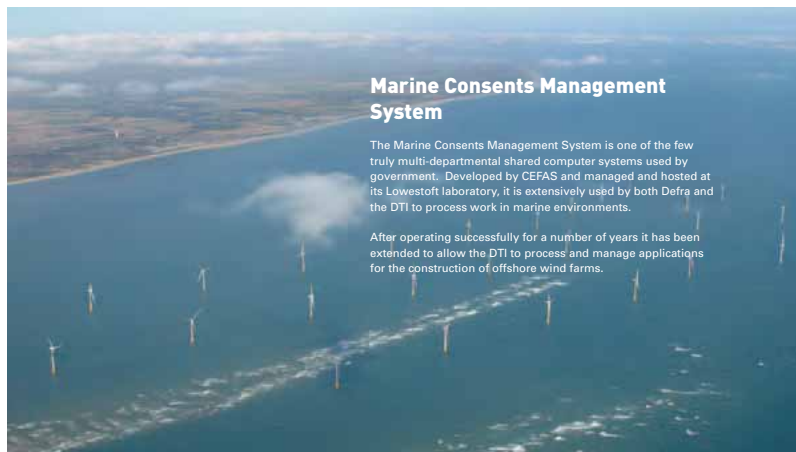 Marine Consents Management
System
The Marine Consents Management System is one of the few
truly multi-departmental shared computer systems used by
government. Developed by CEFAS and managed and hosted at
its Lowestoft laboratory, it is extensively used by both Defra and
the DTI to process work in marine environments.
After operating successfully for a number of years it has been
extended to allow the DTI to process and manage applications
for the construction of offshore wind farms.